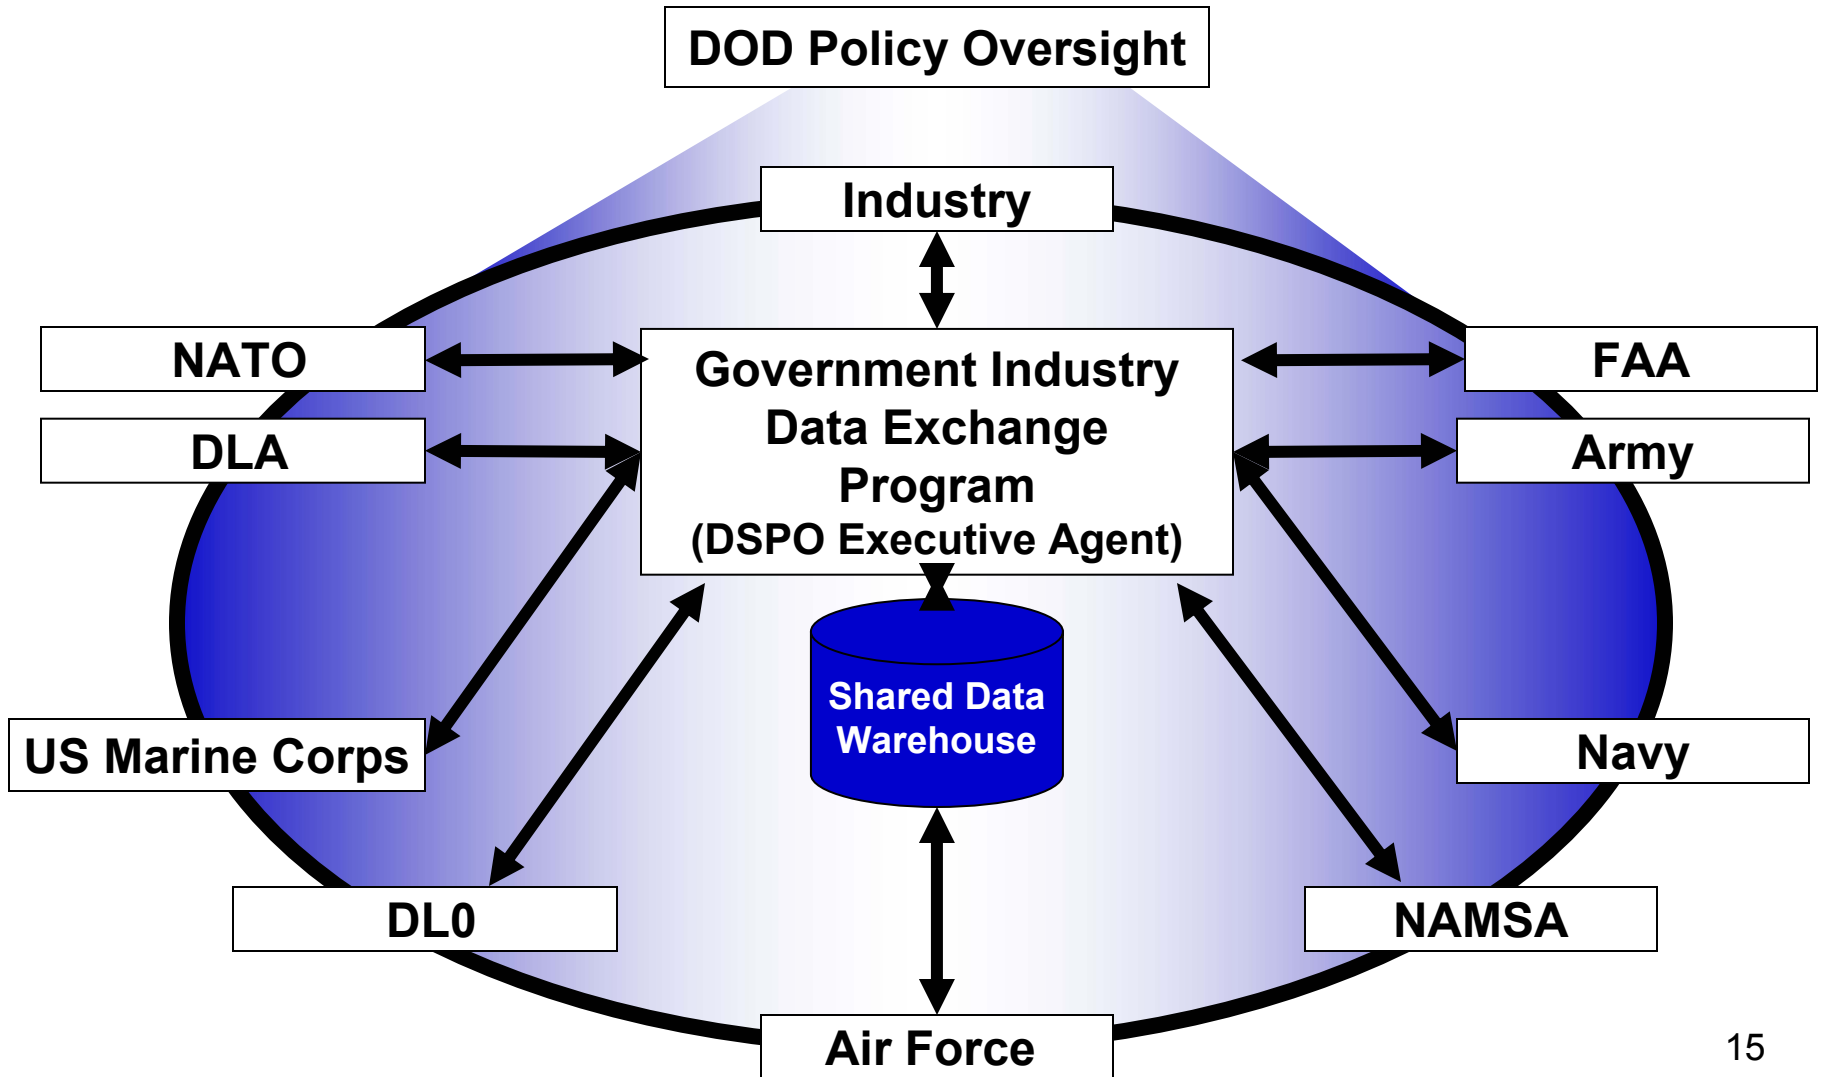 DOD Policy Oversight
Industry
NATO
FAA
Government Industry
Data Exchange
Program
(DSPO Executive Agent)
DLA
Army
Shared Data
Warehouse
US Marine Corps
Navy
DL0
NAMSA
Air Force
15